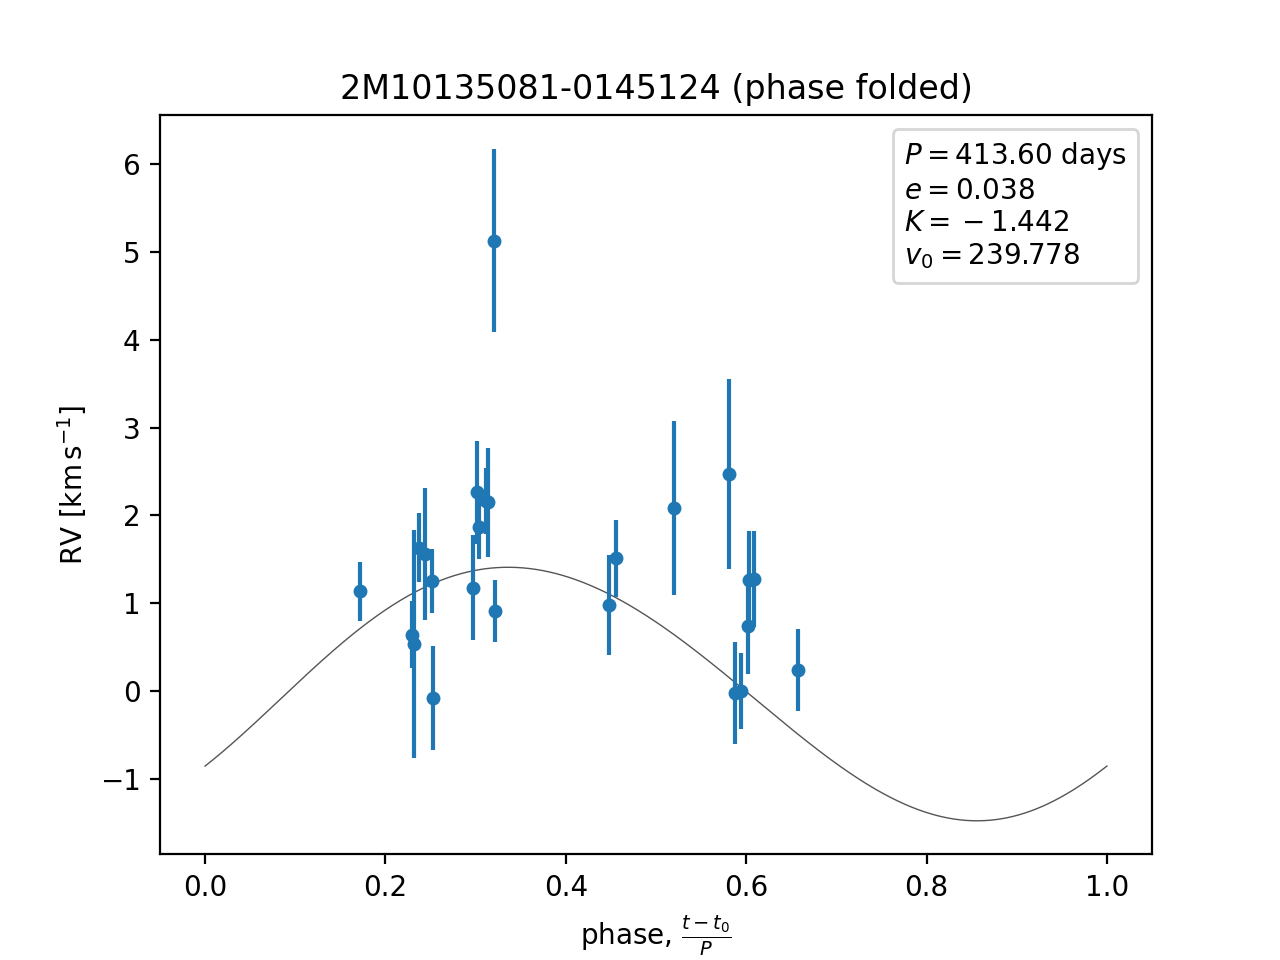 2M10135081-0145124 (phase folded)
P = 413.60 days
e = 0.038
K = −1.442
v₀ = 239.778
6
5
4
3
2
1
0
−1
RV [km s⁻¹]
0.0 0.2 0.4 0.6 0.8 1.0
phase, (t − t₀)/P